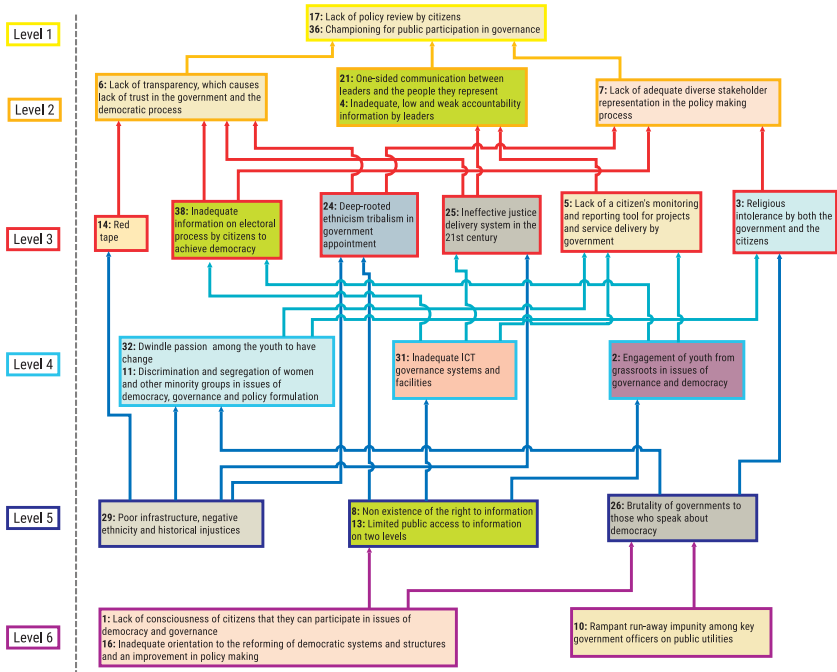 Level 1
17: Lack of policy review by citizens
36: Championing for public participation in governance
Level 2
6: Lack of transparency, which causes
lack of trust in the government and the
democratic process
21: One-sided communication between
leaders and the people they represent
4: Inadequate, low and weak accountability
information by leaders
7: Lack of adequate diverse stakeholder
representation in the policy making
process
Level 3
14: Red
tape
38: Inadequate
information on electoral
process by citizens to
achieve democracy
24: Deep-rooted
ethnicism tribalism in
government
appointment
25: Ineffective justice
delivery system in the
21st century
5: Lack of a citizen's monitoring
and reporting tool for projects
and service delivery by
government
3: Religious
intolerance by both the
government and the
citizens
Level 4
32: Dwindle passion among the youth to have
change
11: Discrimination and segregation of women
and other minority groups in issues of
democracy, governance and policy formulation
31: Inadequate ICT
governance systems and
facilities
2: Engagement of youth from
grassroots in issues of
governance and democracy
Level 5
29: Poor infrastructure, negative
ethnicity and historical injustices
8: Non existence of the right to information
13: Limited public access to information
on two levels
26: Brutality of governments to
those who speak about
democracy
Level 6
1: Lack of consciousness of citizens that they can participate in issues of
democracy and governance
16: Inadequate orientation to the reforming of democratic systems and structures
and an improvement in policy making
10: Rampant run-away impunity among key
government officers on public utilities